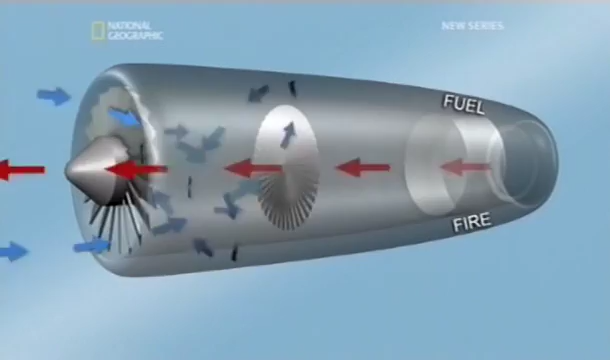 NATIONAL
GEOGRAPHIC
NEW SERIES
FUEL
FIRE